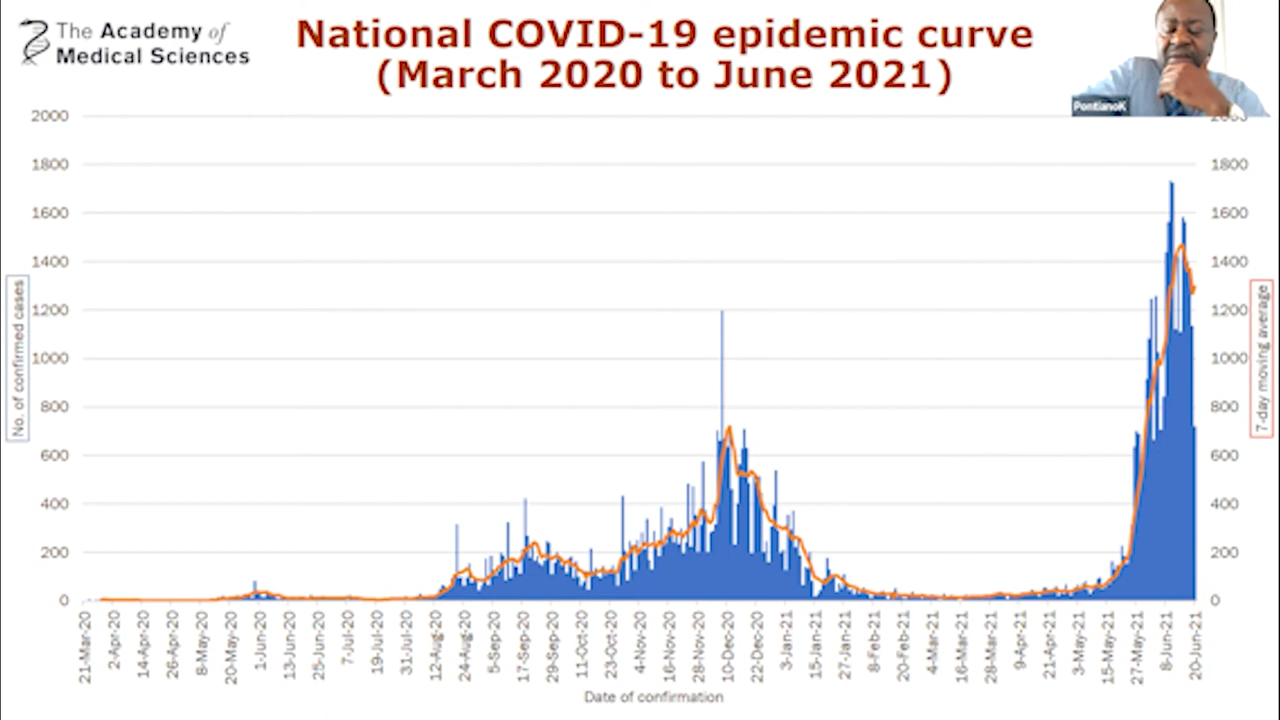 The Academy of
Medical Sciences
National COVID-19 epidemic curve
(March 2020 to June 2021)
PontianoK
2000
1800
1600
1400
1200
1000
800
600
400
200
0
No. of confirmed cases
2000
1800
1600
1400
1200
1000
800
600
400
200
0
7-day moving average
21-Mar-20
2-Apr-20
14-Apr-20
26-Apr-20
8-May-20
20-May-20
1-Jun-20
13-Jun-20
25-Jun-20
7-Jul-20
19-Jul-20
31-Jul-20
12-Aug-20
24-Aug-20
5-Sep-20
17-Sep-20
29-Sep-20
11-Oct-20
23-Oct-20
4-Nov-20
16-Nov-20
28-Nov-20
10-Dec-20
22-Dec-20
3-Jan-21
15-Jan-21
27-Jan-21
8-Feb-21
20-Feb-21
4-Mar-21
16-Mar-21
28-Mar-21
9-Apr-21
21-Apr-21
3-May-21
15-May-21
27-May-21
8-Jun-21
20-Jun-21
Date of confirmation